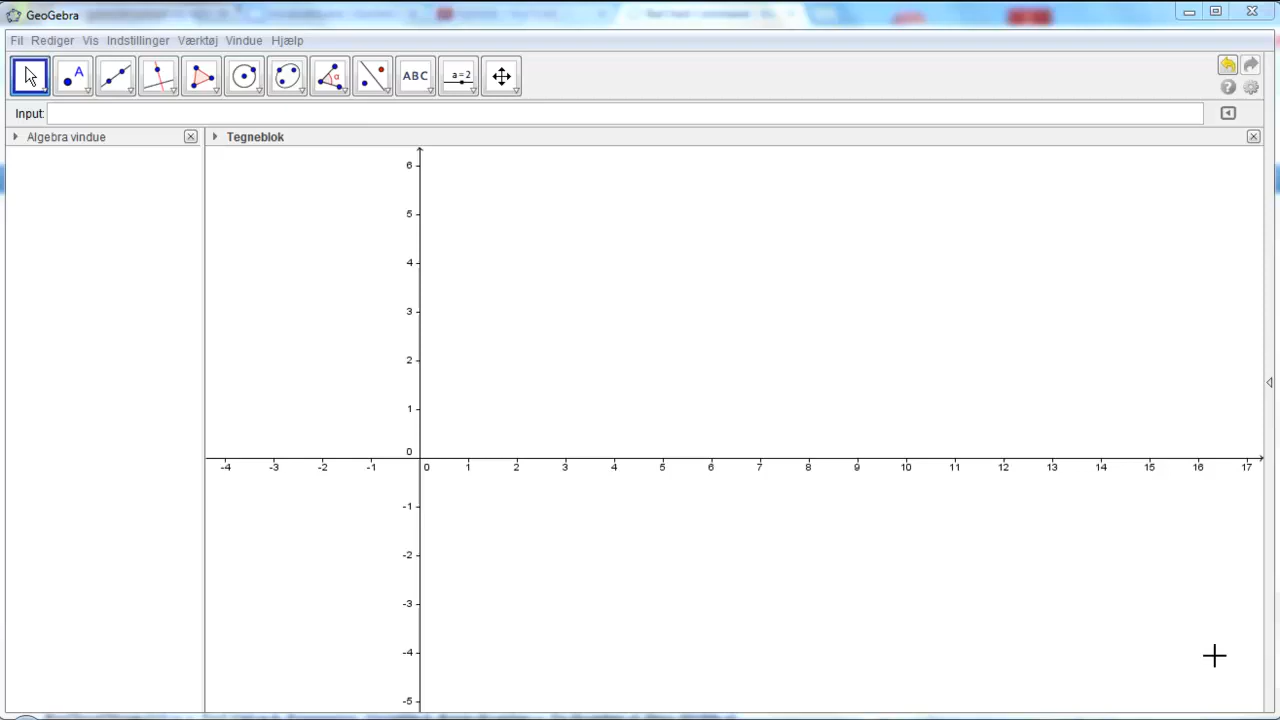 GeoGebra
Fil Rediger Vis Indstillinger Værktøj Vindue Hjælp
A α ABC a=2
Input:
Algebra vindue Tegneblok
6
5
4
3
2
1
0
-4 -3 -2 -1 0 1 2 3 4 5 6 7 8 9 10 11 12 13 14 15 16 17
-1
-2
-3
-4
-5